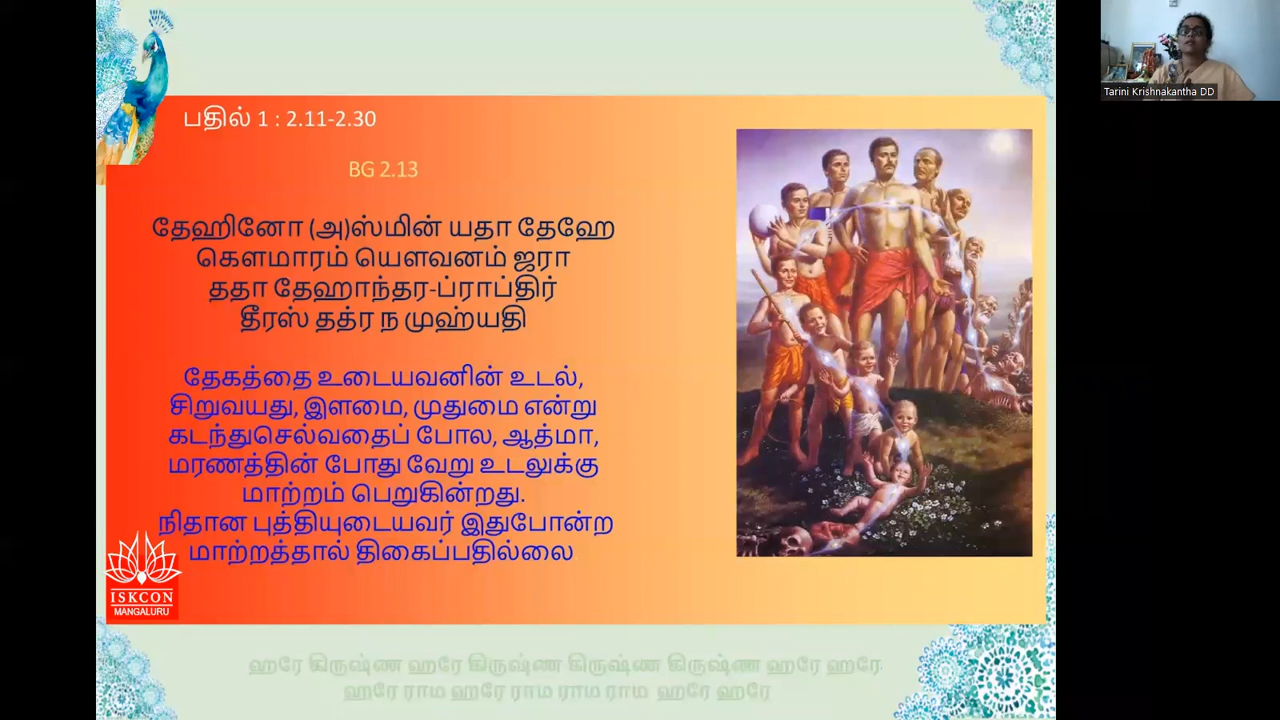 பதில் 1 : 2.11-2.30
BG 2.13
தேஹினோ (அ)ஸ்மின் யதா தேஹே
கௌமாரம் யௌவனம் ஜரா
ததா தேஹாந்தர-ப்ராப்திர்
தீரஸ் தத்ர ந முஹ்யதி
தேகத்தை உடையவனின் உடல்,
சிறுவயது, இளமை, முதுமை என்று
கடந்துசெல்வதைப் போல, ஆத்மா,
மரணத்தின் போது வேறு உடலுக்கு
மாற்றம் பெறுகின்றது.
நிதான புத்தியுடையவர் இதுபோன்ற
மாற்றத்தால் திகைப்பதில்லை
ISKCON
MANGALURU
ஹரே கிருஷ்ண ஹரே கிருஷ்ண கிருஷ்ண கிருஷ்ண ஹரே ஹரே
ஹரே ராம ஹரே ராம ராம ராம ஹரே ஹரே
Tarini Krishnakantha DD